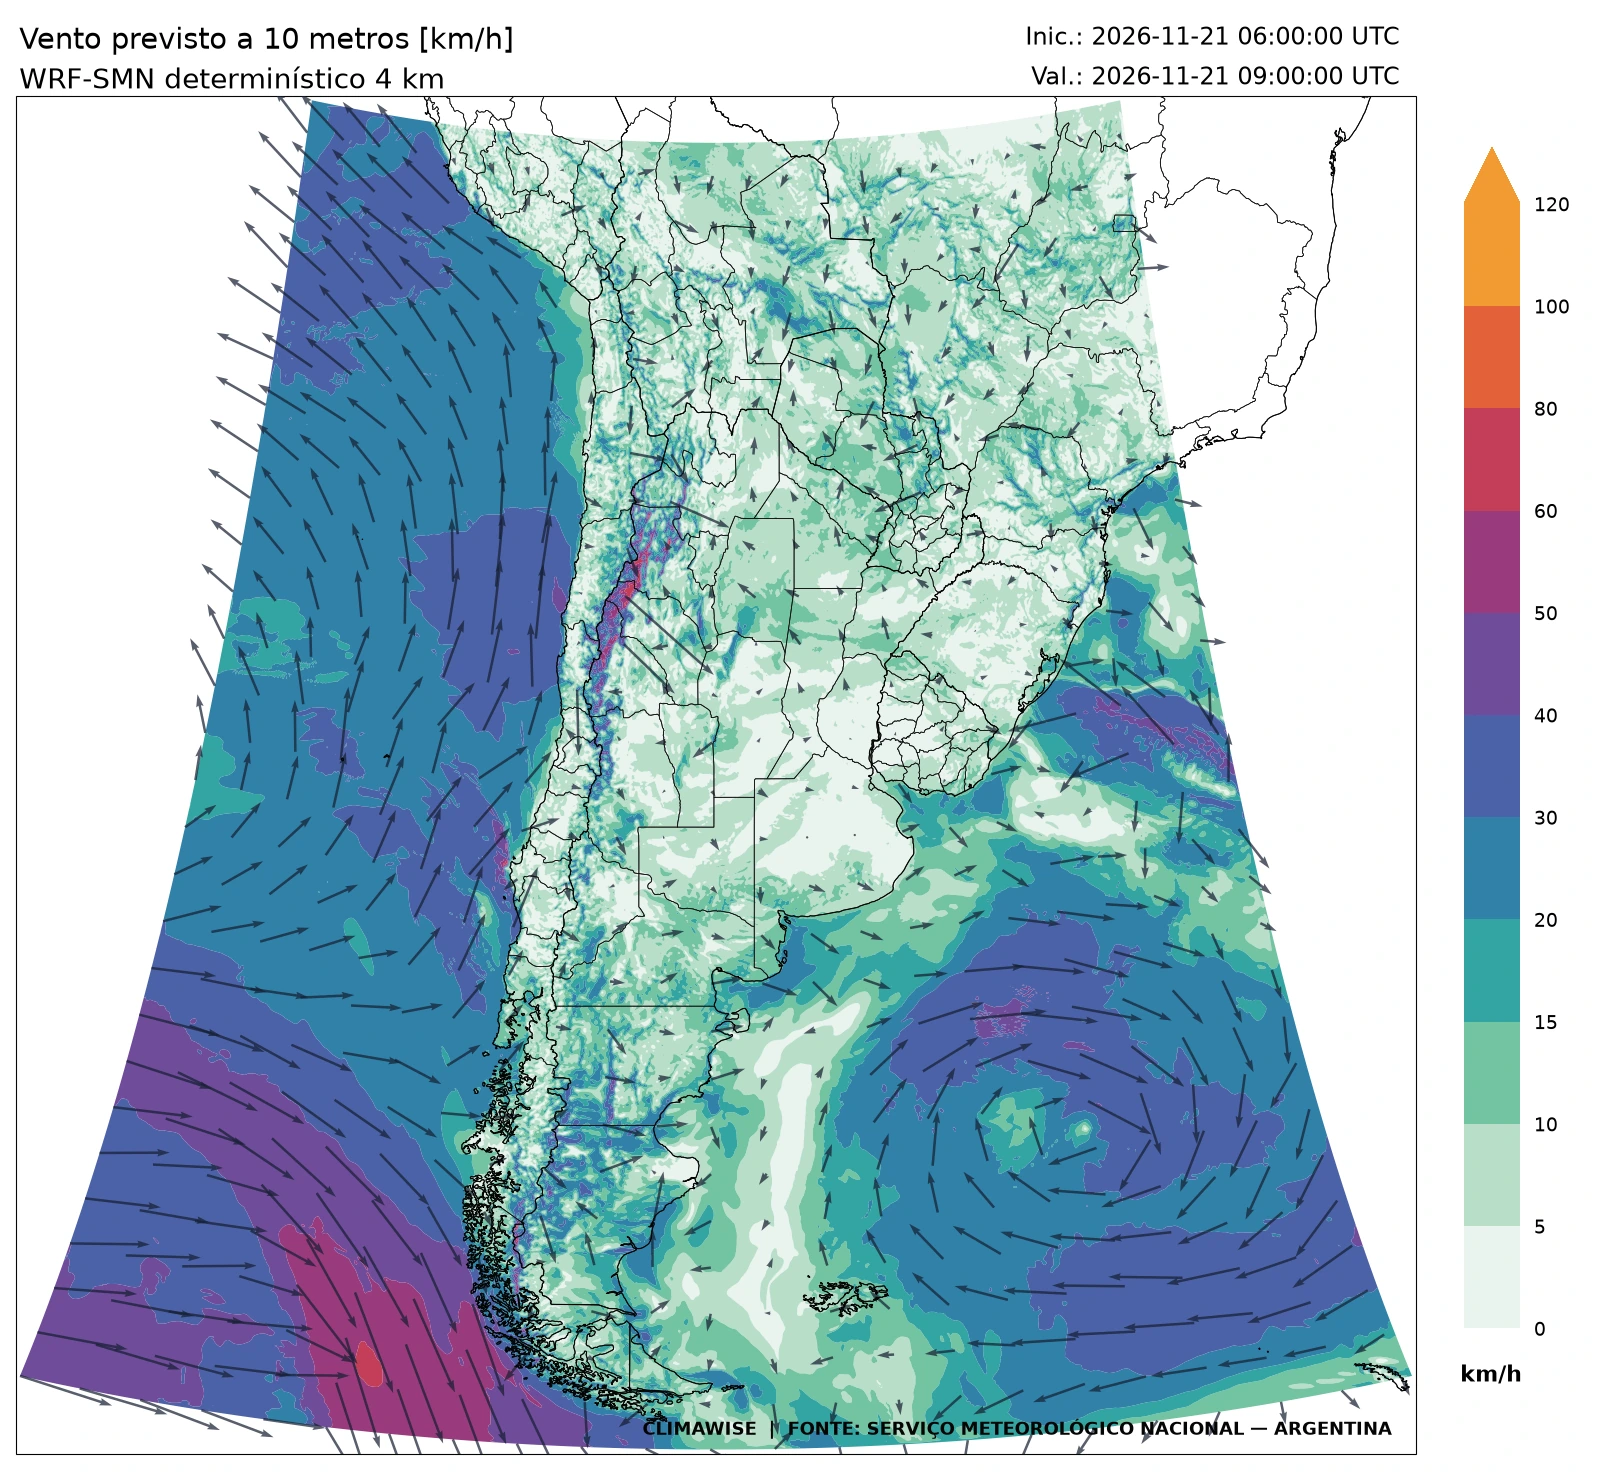 Vento previsto a 10 metros [km/h]
WRF-SMN determinístico 4 km
Inic.: 2026-11-21 06:00:00 UTC
Val.: 2026-11-21 09:00:00 UTC
120
100
80
60
50
40
30
20
15
10
5
0
km/h
CLIMAWISE | FONTE: SERVIÇO METEOROLÓGICO NACIONAL — ARGENTINA